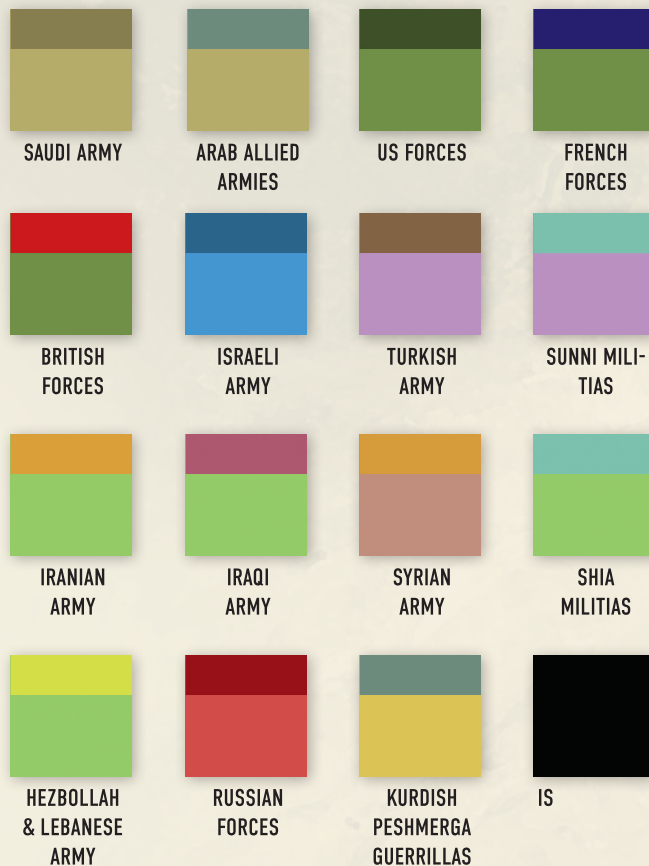 SAUDI ARMY
ARAB ALLIED
ARMIES
US FORCES
FRENCH
FORCES
BRITISH
FORCES
ISRAELI
ARMY
TURKISH
ARMY
SUNNI MILI-
TIAS
IRANIAN
ARMY
IRAQI
ARMY
SYRIAN
ARMY
SHIA
MILITIAS
HEZBOLLAH
& LEBANESE
ARMY
RUSSIAN
FORCES
KURDISH
PESHMERGA
GUERRILLAS
IS